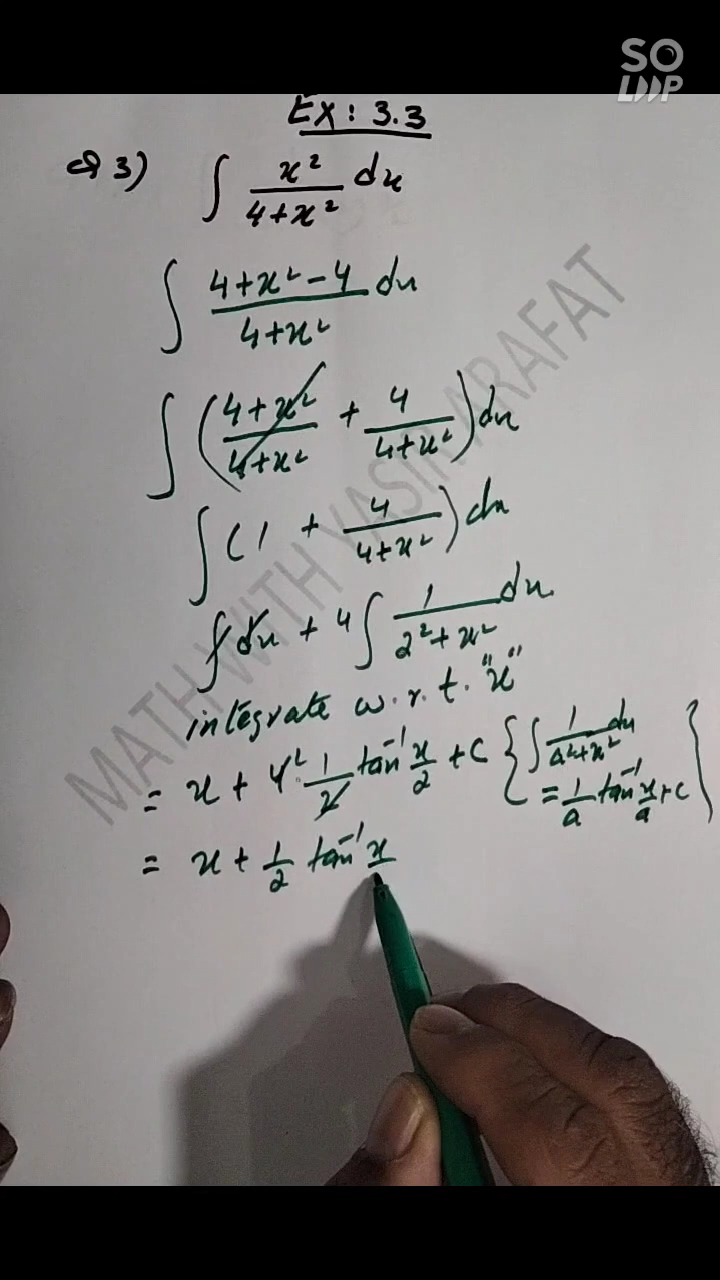 SO
LOOP
Ex: 3.3
Q 3) ∫ x²/(4+x²) dx
∫ (4+x²-4)/(4+x²) dx
∫ ( (4+x²)/(4+x²) + 4/(4+x²) ) dx
∫ (1 + 4/(4+x²) ) dx
∫ dx + 4 ∫ 1/(2²+x²) dx
integrate w.r.t. "x"
= x + 4² 1/2 tan⁻¹ x/2 + C { ∫ 1/(a²+x²) dx
= 1/a tan⁻¹ x/a + C }
= x + 1/2 tan⁻¹ x
MATH WITH YASIR ARAFAT